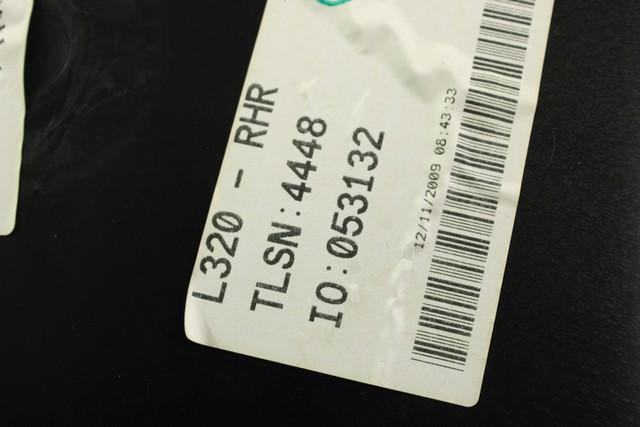 L320 - RHR
TLSN:4448
IO:053132
12/11/2009 08:43:33